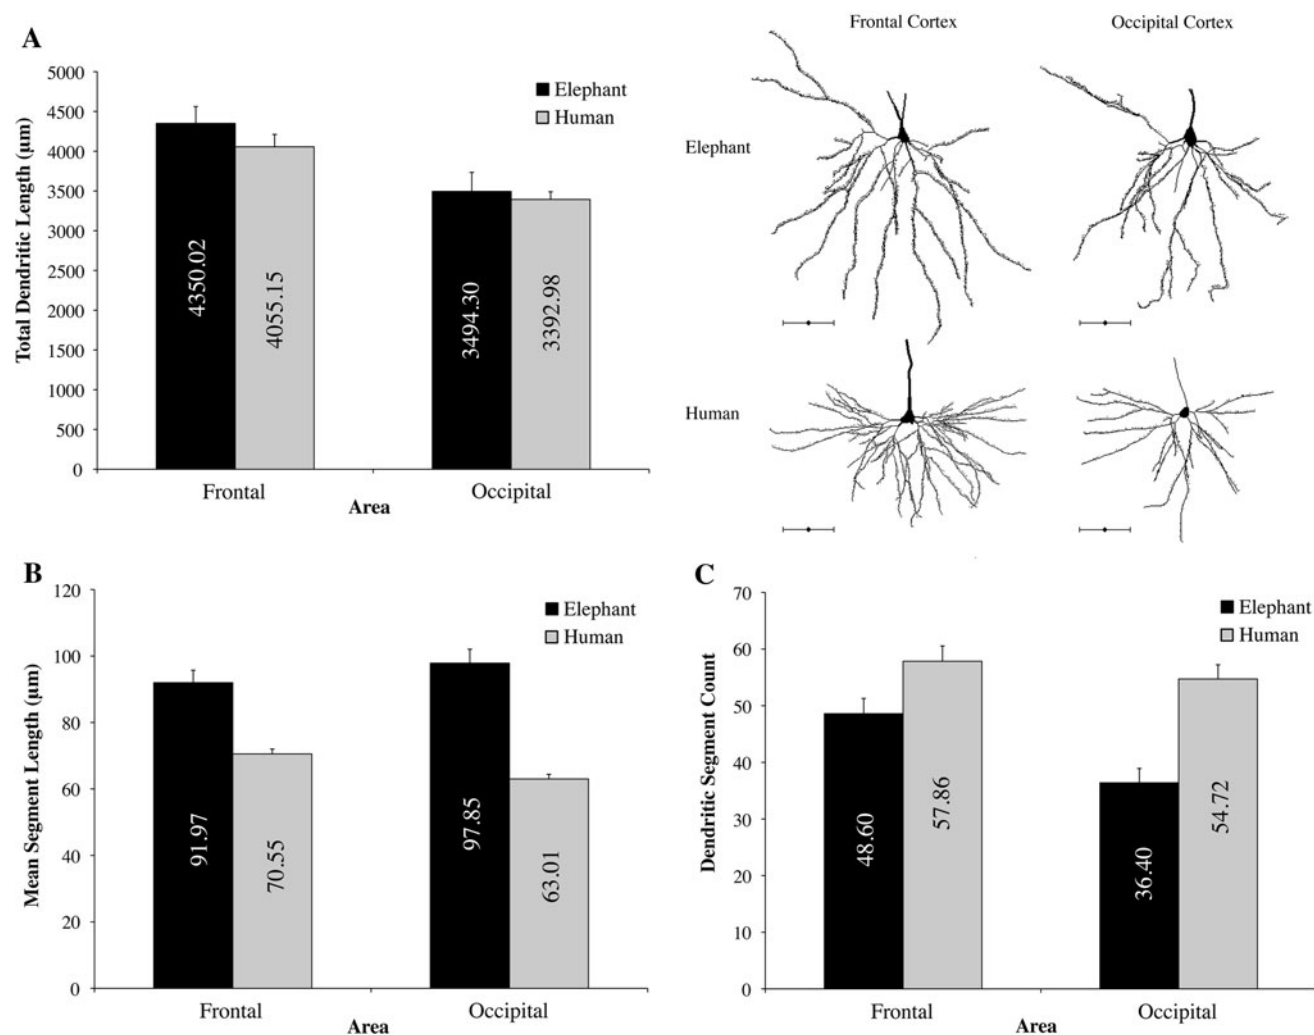 A
5000
4500
4000
3500
3000
2500
2000
1500
1000
500
0
Total Dendritic Length (µm)
Elephant
Human
4350.02
4055.15
3494.30
3392.98
Frontal
Occipital
Area
Frontal Cortex
Occipital Cortex
Elephant
Human
B
120
100
80
60
40
20
0
Mean Segment Length (µm)
Elephant
Human
91.97
70.55
97.85
63.01
Frontal
Occipital
Area
C
70
60
50
40
30
20
10
0
Dendritic Segment Count
Elephant
Human
48.60
57.86
36.40
54.72
Frontal
Occipital
Area